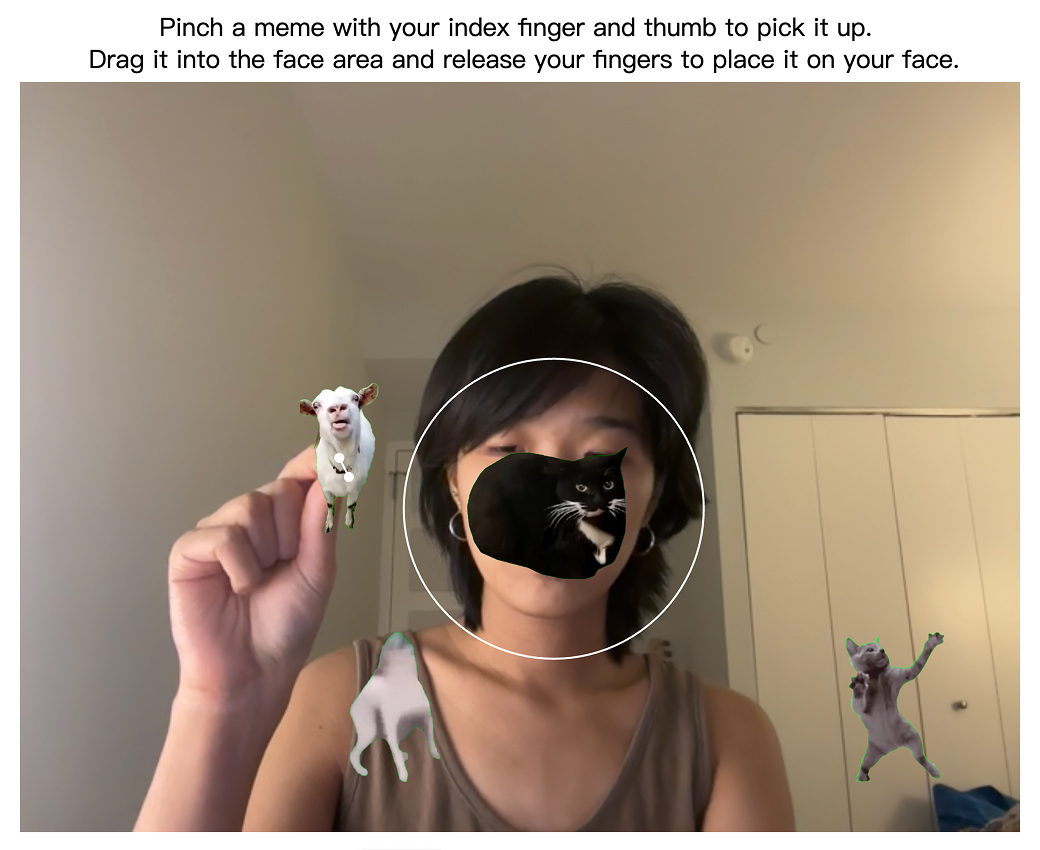 Pinch a meme with your index finger and thumb to pick it up.
Drag it into the face area and release your fingers to place it on your face.